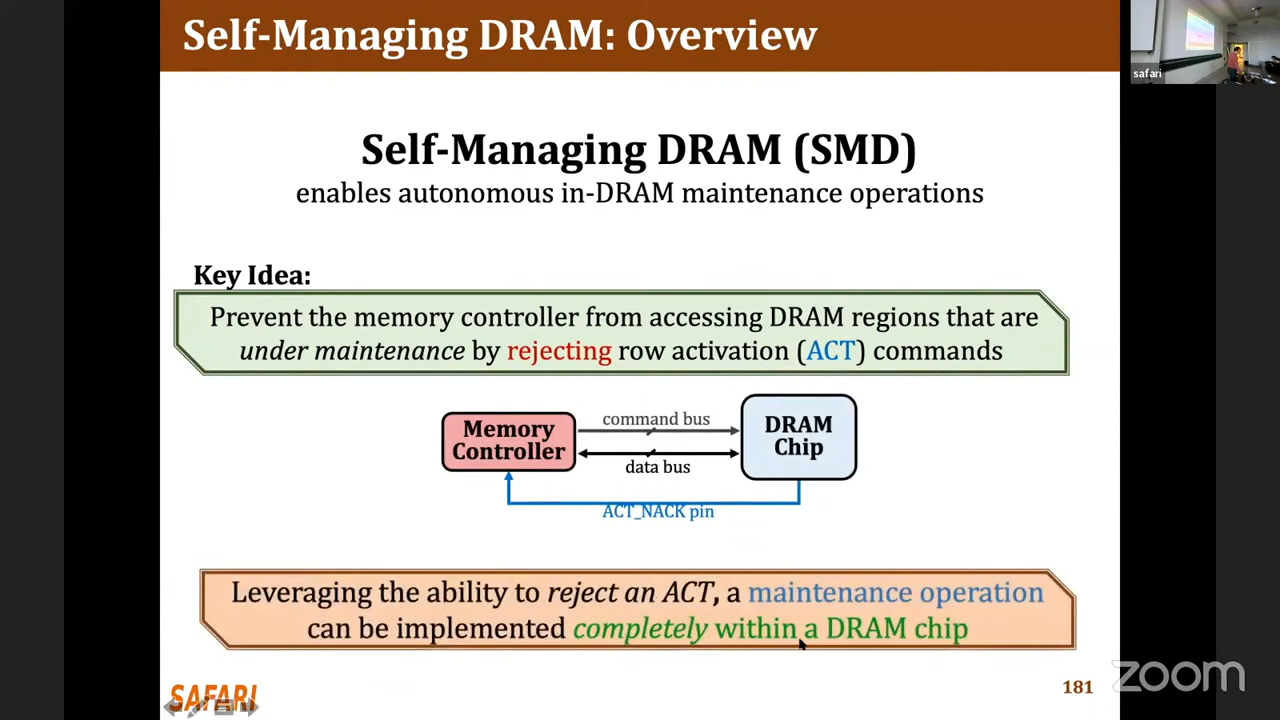 Self-Managing DRAM: Overview
safari
Self-Managing DRAM (SMD)
enables autonomous in-DRAM maintenance operations
Key Idea:
Prevent the memory controller from accessing DRAM regions that are
under maintenance by rejecting row activation (ACT) commands
Memory
Controller
command bus
data bus
DRAM
Chip
ACT_NACK pin
Leveraging the ability to reject an ACT, a maintenance operation
can be implemented completely within a DRAM chip
SAFARI
181
zoom